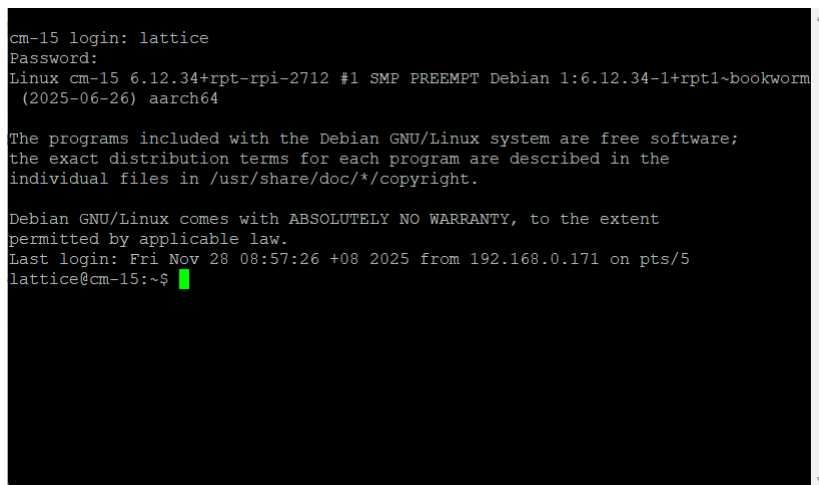 cm-15 login: lattice
Password:
Linux cm-15 6.12.34+rpt-rpi-2712 #1 SMP PREEMPT Debian 1:6.12.34-1+rpt1~bookworm
 (2025-06-26) aarch64
The programs included with the Debian GNU/Linux system are free software;
the exact distribution terms for each program are described in the
individual files in /usr/share/doc/*/copyright.
Debian GNU/Linux comes with ABSOLUTELY NO WARRANTY, to the extent
permitted by applicable law.
Last login: Fri Nov 28 08:57:26 +08 2025 from 192.168.0.171 on pts/5
lattice@cm-15:~$